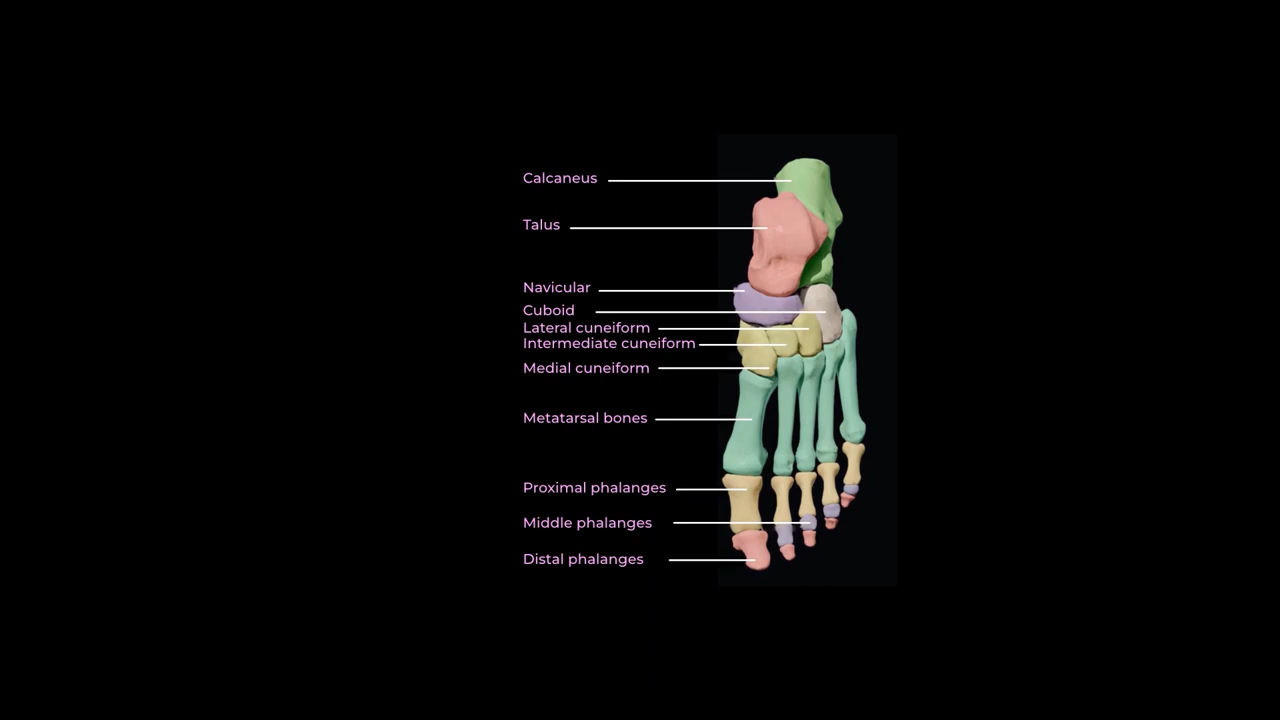 Calcaneus
Talus
Navicular
Cuboid
Lateral cuneiform
Intermediate cuneiform
Medial cuneiform
Metatarsal bones
Proximal phalanges
Middle phalanges
Distal phalanges